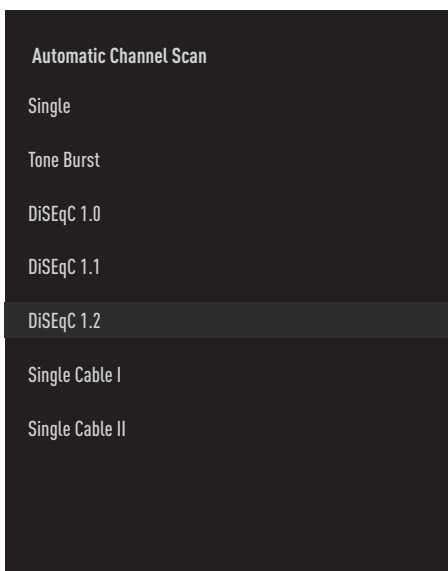 Automatic Channel Scan
Single
Tone Burst
DiSEqC 1.0
DiSEqC 1.1
DiSEqC 1.2
Single Cable I
Single Cable II